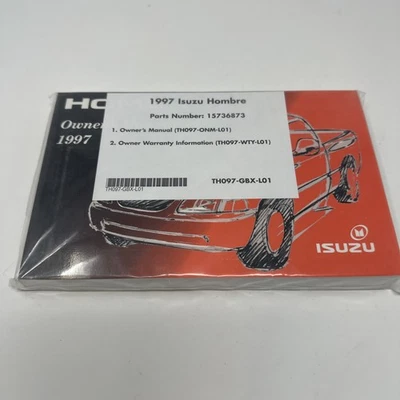 HO
Owner
1997
1997 Isuzu Hombre
Parts Number: 15736873
1. Owner's Manual (TH097-ONM-L01)
2. Owner Warranty Information (TH097-WTY-L01)
TH097-GBX-L01
TH097-GBX-L01
ISUZU